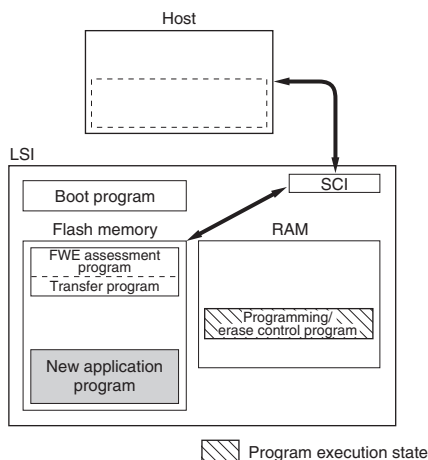 Host
LSI
SCI
Boot program
Flash memory
RAM
FWE assessment
program
Transfer program
Programming/
erase control program
New application
program
Program execution state